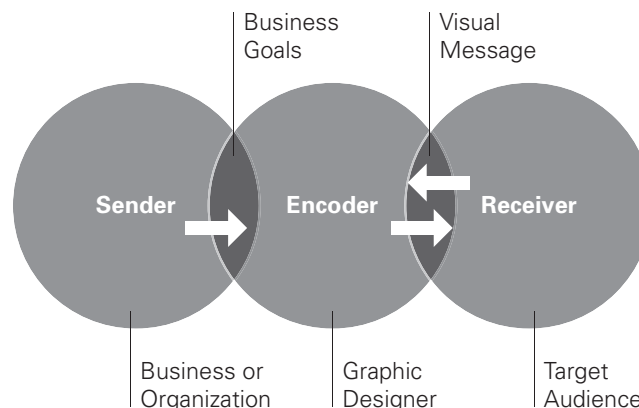 Business
Goals
Visual
Message
Sender
Encoder
Receiver
Business or
Organization
Graphic
Designer
Target
Audience